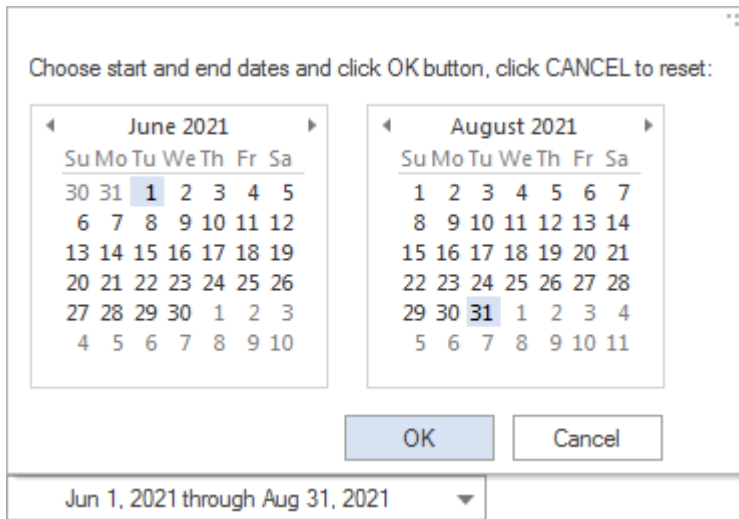 Choose start and end dates and click OK button, click CANCEL to reset:
June 2021
Su Mo Tu We Th Fr Sa
30 31 1 2 3 4 5
6 7 8 9 10 11 12
13 14 15 16 17 18 19
20 21 22 23 24 25 26
27 28 29 30 1 2 3
4 5 6 7 8 9 10
August 2021
Su Mo Tu We Th Fr Sa
1 2 3 4 5 6 7
8 9 10 11 12 13 14
15 16 17 18 19 20 21
22 23 24 25 26 27 28
29 30 31 1 2 3 4
5 6 7 8 9 10 11
OK
Cancel
Jun 1, 2021 through Aug 31, 2021